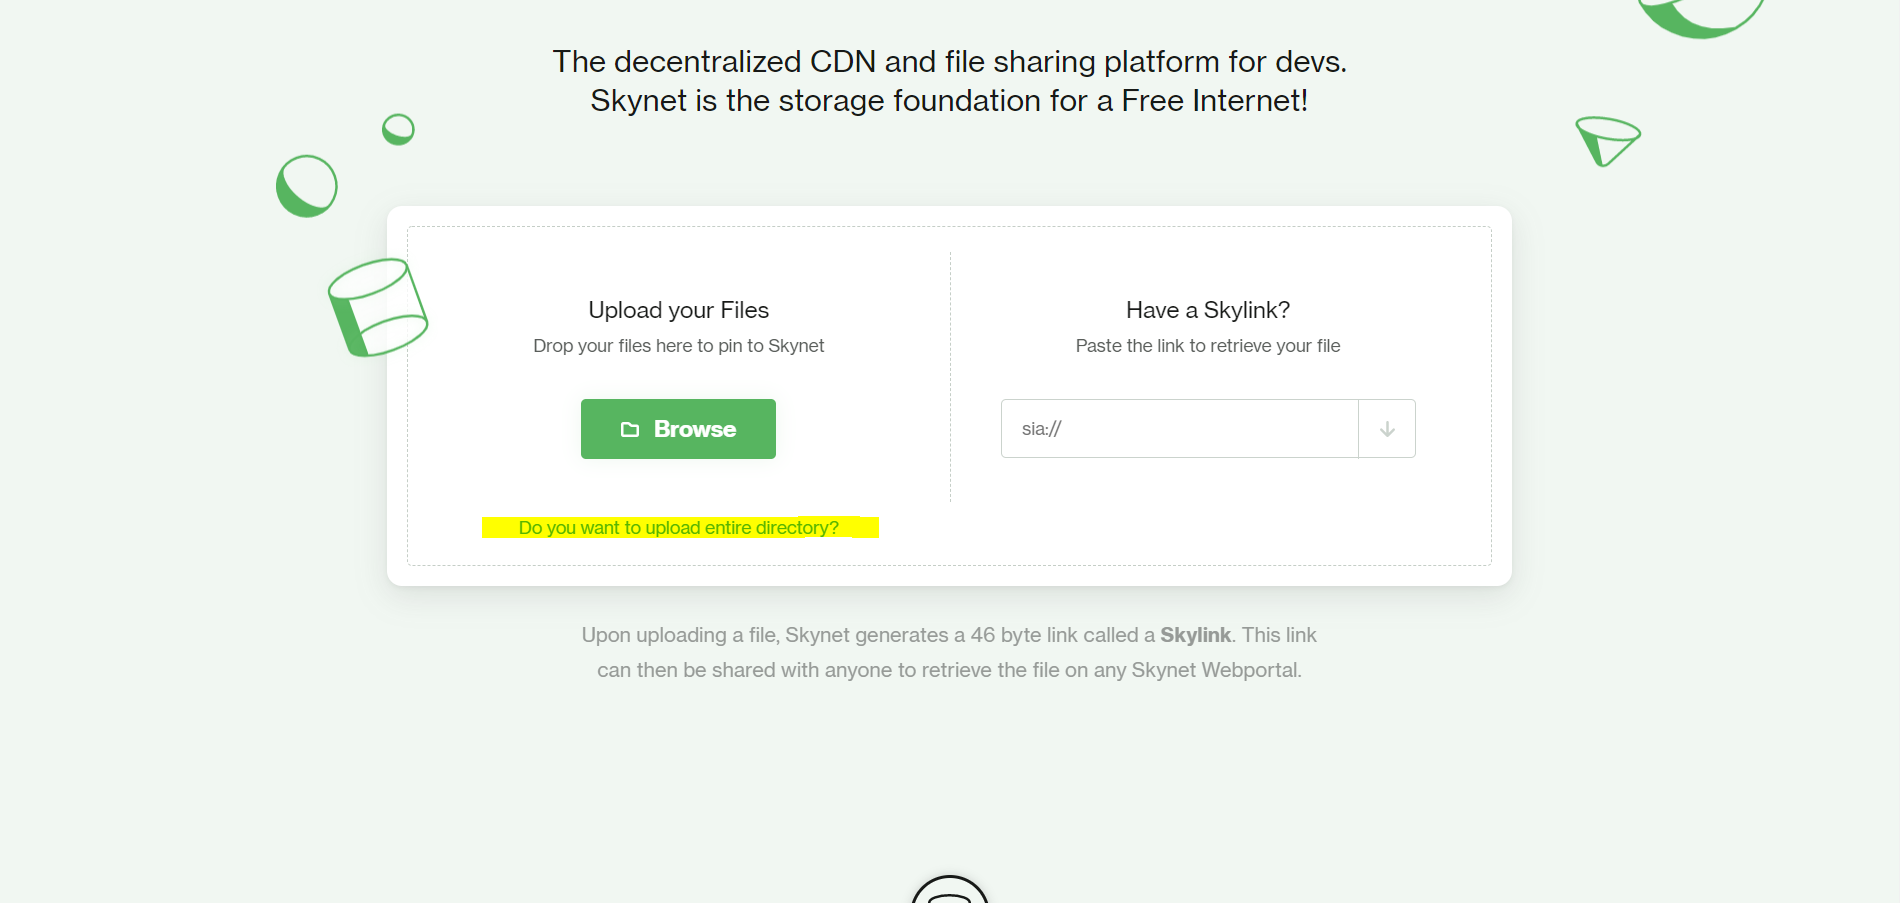 The decentralized CDN and file sharing platform for devs.
Skynet is the storage foundation for a Free Internet!
Upload your Files
Drop your files here to pin to Skynet
Browse
Do you want to upload entire directory?
Have a Skylink?
Paste the link to retrieve your file
sia://
Upon uploading a file, Skynet generates a 46 byte link called a Skylink. This link
can then be shared with anyone to retrieve the file on any Skynet Webportal.